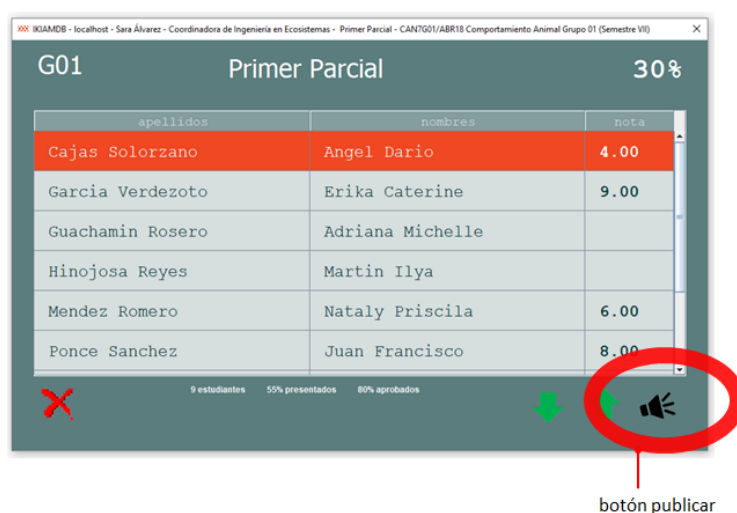 XXX IKIAMDB - localhost - Sara Álvarez - Coordinadora de Ingeniería en Ecosistemas - Primer Parcial - CAN7G01/ABR18 Comportamiento Animal Grupo 01 (Semestre VII)
G01 Primer Parcial 30%
apellidos nombres nota
Cajas Solorzano Angel Dario 4.00
Garcia Verdezoto Erika Caterine 9.00
Guachamin Rosero Adriana Michelle
Hinojosa Reyes Martin Ilya
Mendez Romero Nataly Priscila 6.00
Ponce Sanchez Juan Francisco 8.00
9 estudiantes 55% presentados 80% aprobados
botón publicar